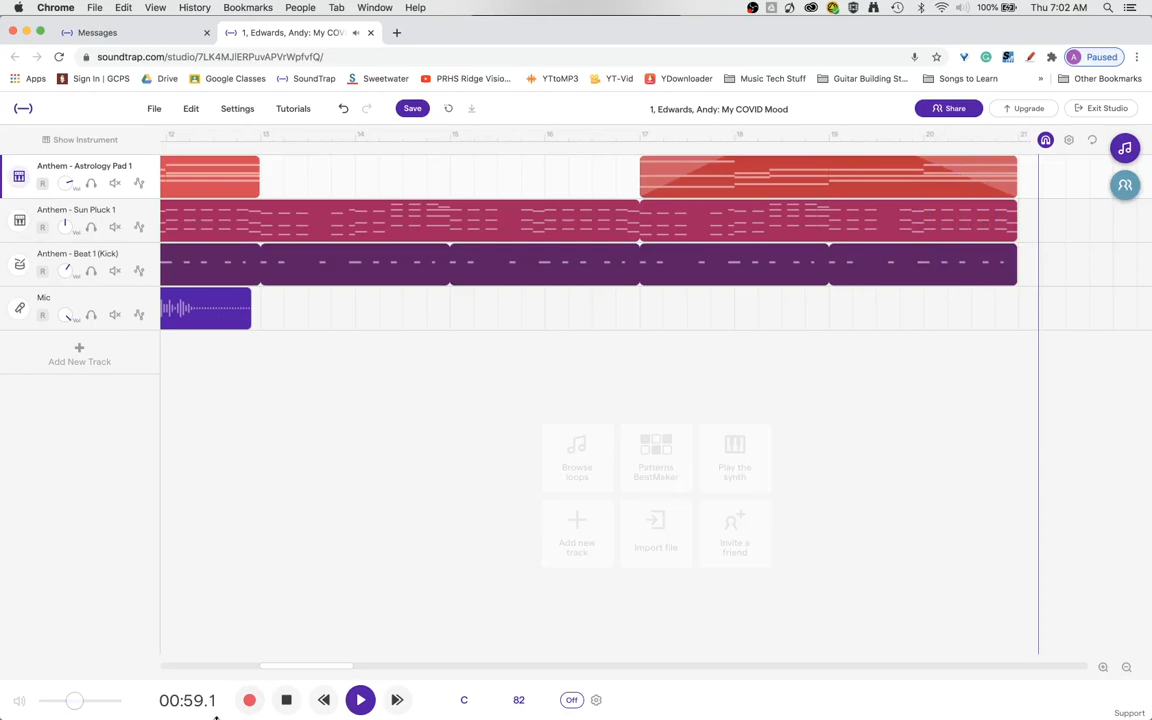 Chrome File Edit View History Bookmarks People Tab Window Help 100% Thu 7:02 AM
Messages
1, Edwards, Andy: My COVI
soundtrap.com/studio/7LK4MJIERPuvAPVrWpfvfQ/
A Paused
Apps Sign In | GCPS Drive Google Classes SoundTrap Sweetwater PRHS Ridge Visio... YTtoMP3 YT-Vid YDownloader Music Tech Stuff Guitar Building St... Songs to Learn » Other Bookmarks
File Edit Settings Tutorials Save 1, Edwards, Andy: My COVID Mood Share Upgrade Exit Studio
Show Instrument
12 13 14 15 16 17 18 19 20 21
Anthem - Astrology Pad 1
R Vol
Anthem - Sun Pluck 1
R Vol
Anthem - Beat 1 (Kick)
R Vol
Mic
R Vol
Add New Track
Browse loops
Patterns BeatMaker
Play the synth
Add new track
Import file
Invite a friend
00:59.1 C 82 Off
Support